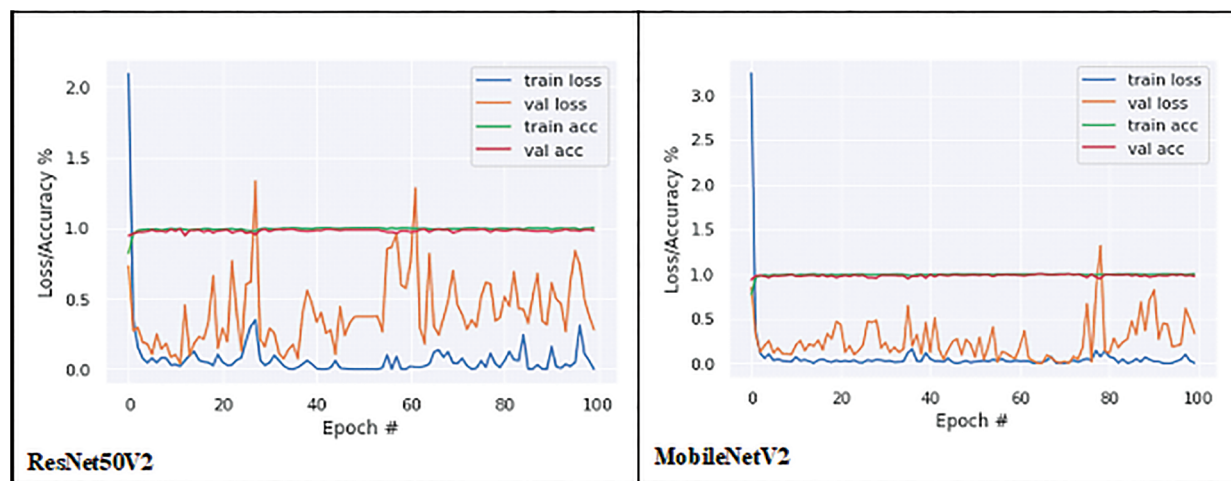 train loss
val loss
train acc
val acc
2.0
1.5
1.0
0.5
0.0
Loss/Accuracy %
0 20 40 60 80 100
Epoch #
ResNet50V2
train loss
val loss
train acc
val acc
3.0
2.5
2.0
1.5
1.0
0.5
0.0
Loss/Accuracy %
0 20 40 60 80 100
Epoch #
MobileNetV2